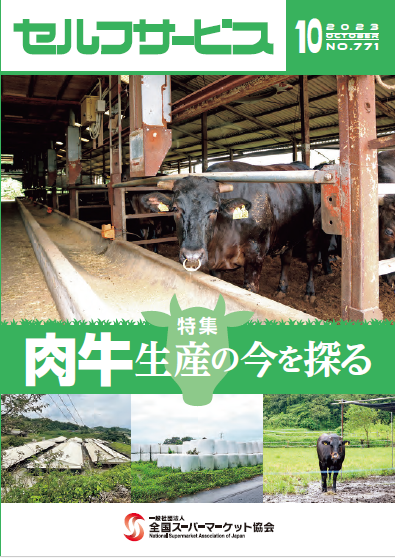 セルフサービス
10
2023
OCTOBER
NO.771
特集
肉牛生産の今を探る
一般社団法人
全国スーパーマーケット協会
National Supermarket Association of Japan